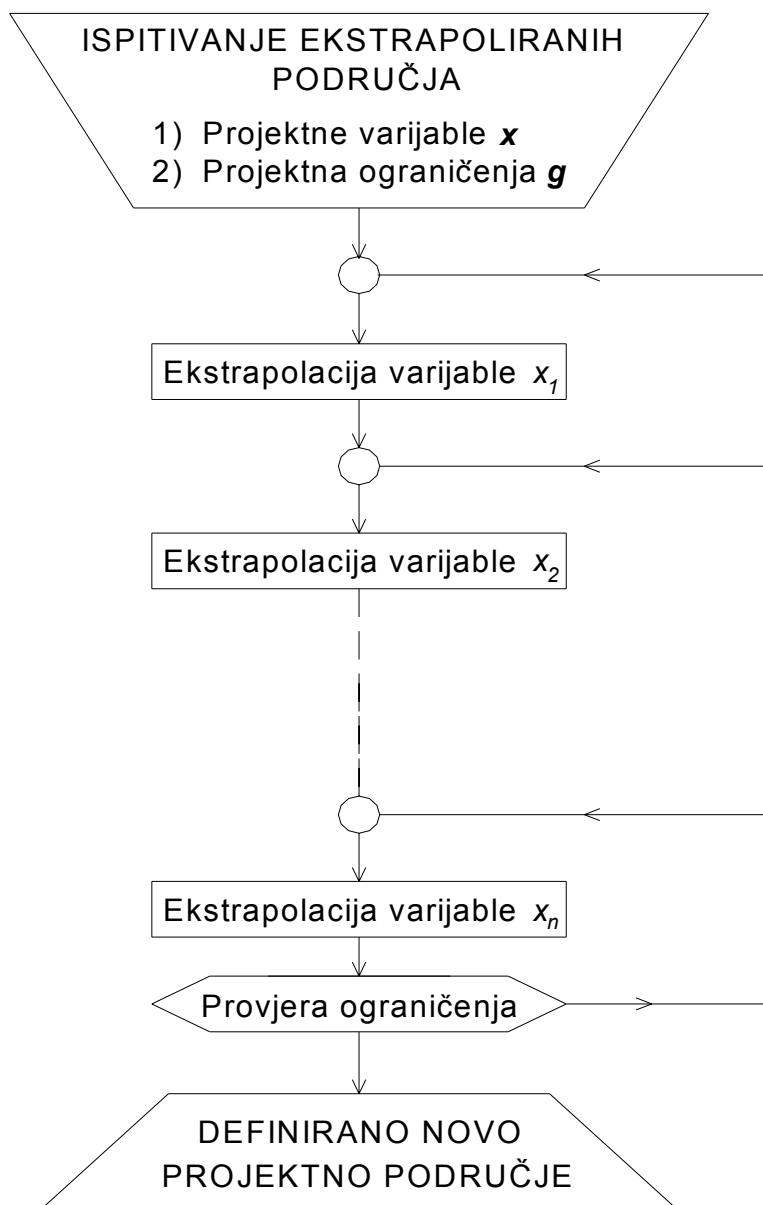 ISPITIVANJE EKSTRAPOLIRANIH
PODRUČJA
1) Projektne varijable x
2) Projektna ograničenja g
Ekstrapolacija varijable x₁
Ekstrapolacija varijable x₂
Ekstrapolacija varijable xₙ
Provjera ograničenja
DEFINIRANO NOVO
PROJEKTNO PODRUČJE